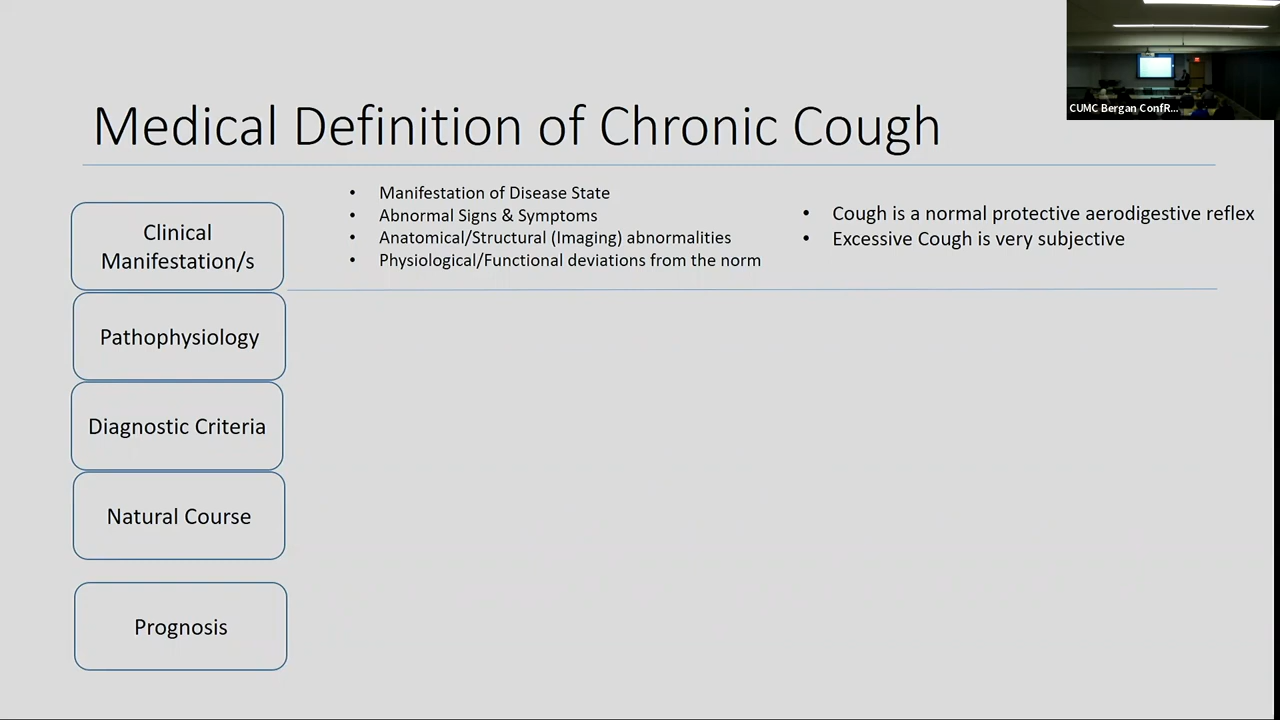 CUMC Bergan ConfR...
Medical Definition of Chronic Cough
Clinical
Manifestation/s
• Manifestation of Disease State
• Abnormal Signs & Symptoms
• Anatomical/Structural (Imaging) abnormalities
• Physiological/Functional deviations from the norm
• Cough is a normal protective aerodigestive reflex
• Excessive Cough is very subjective
Pathophysiology
Diagnostic Criteria
Natural Course
Prognosis